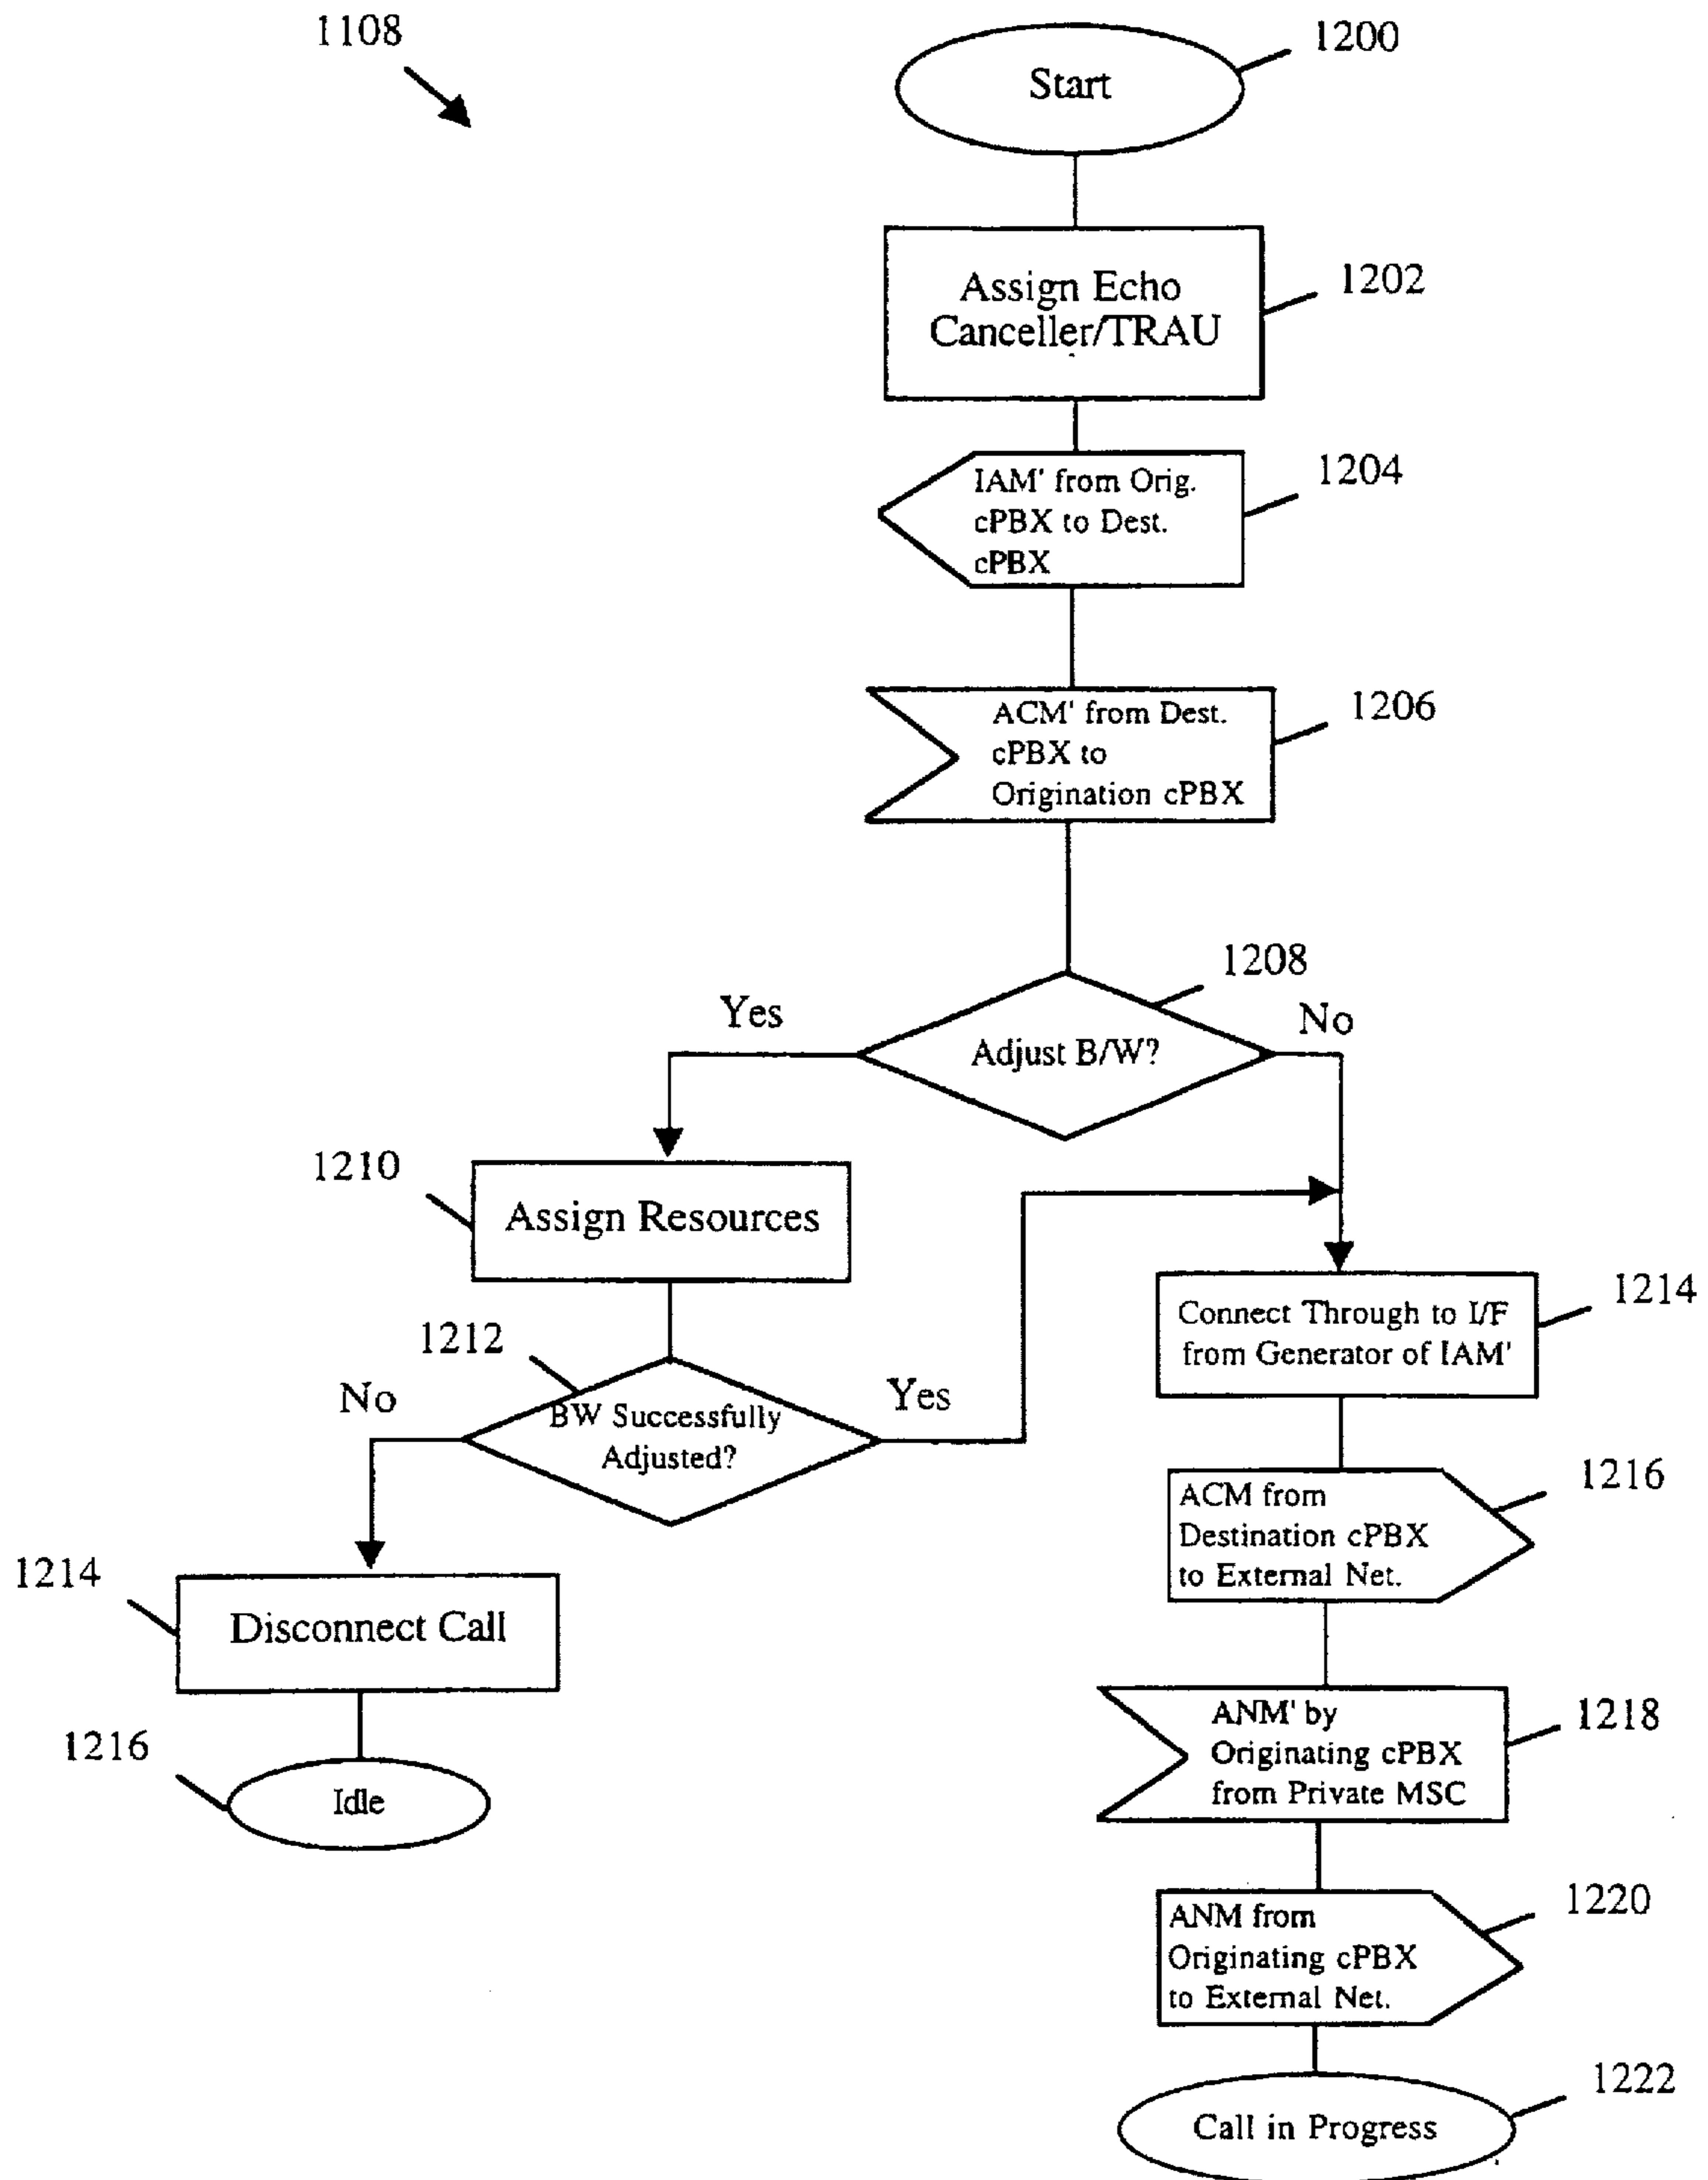 1108
1200
Start
1202
Assign Echo
Canceller/TRAU
1204
IAM' from Orig.
cPBX to Dest.
cPBX
1206
ACM' from Dest.
cPBX to
Origination cPBX
1208
Yes
No
Adjust B/W?
1210
Assign Resources
1214
Connect Through to I/F
from Generator of IAM'
1212
No
Yes
BW Successfully
Adjusted?
1216
ACM from
Destination cPBX
to External Net.
1214
Disconnect Call
1218
ANM' by
Originating cPBX
from Private MSC
1216
Idle
1220
ANM from
Originating cPBX
to External Net.
1222
Call in Progress